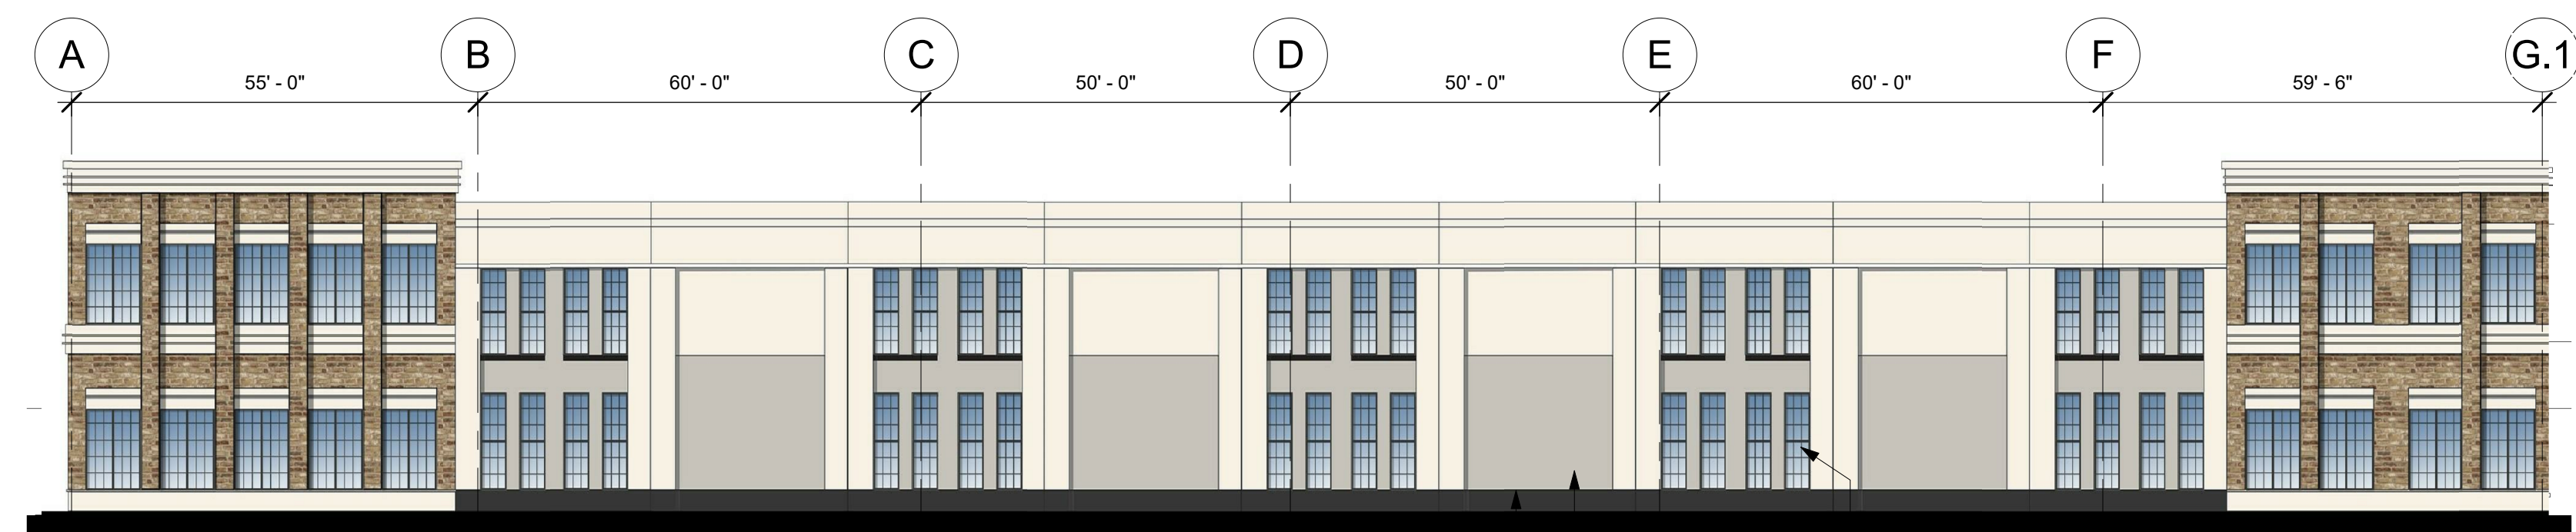 A B C D E F G.1
55' - 0" 60' - 0" 50' - 0" 50' - 0" 60' - 0" 59' - 6"